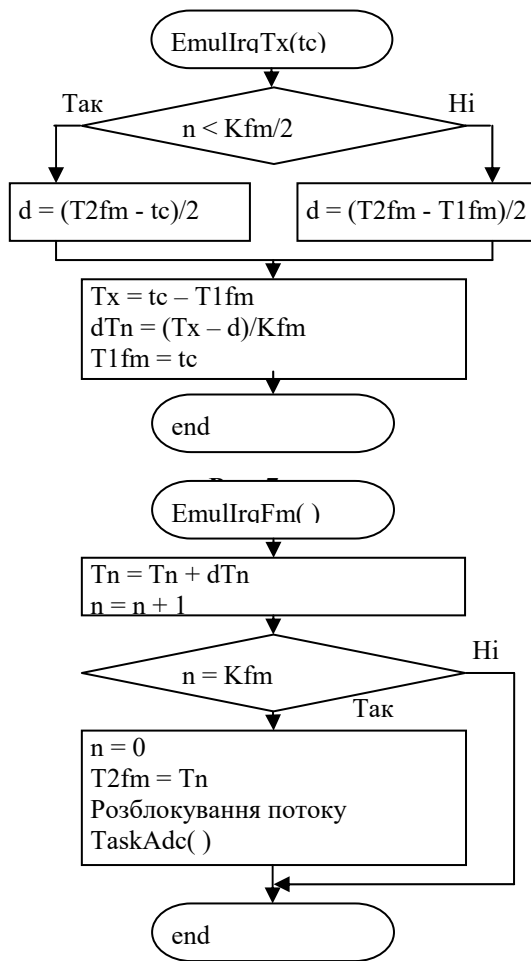 EmulIrqTx(tc)
Так
Ні
n < Kfm/2
d = (T2fm - tc)/2
d = (T2fm - T1fm)/2
Tx = tc – T1fm
dTn = (Tx – d)/Kfm
T1fm = tc
end
EmulIrqFm( )
Tn = Tn + dTn
n = n + 1
Ні
n = Kfm
Так
n = 0
T2fm = Tn
Розблокування потоку
TaskAdc( )
end